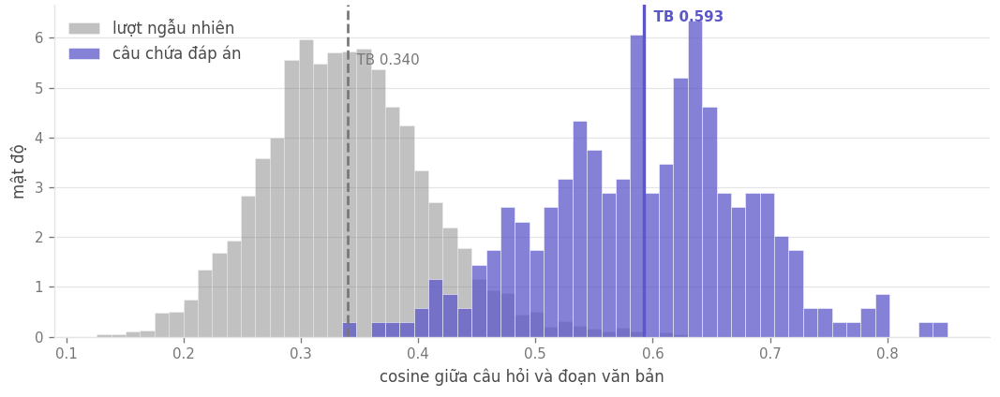 lượt ngẫu nhiên
câu chứa đáp án
TB 0.593
TB 0.340
mật độ
6
5
4
3
2
1
0
0.1 0.2 0.3 0.4 0.5 0.6 0.7 0.8
cosine giữa câu hỏi và đoạn văn bản